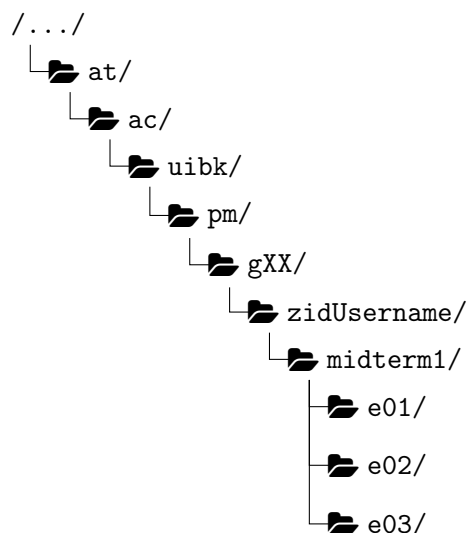 /.../
at/
ac/
uibk/
pm/
gXX/
zidUsername/
midterm1/
e01/
e02/
e03/